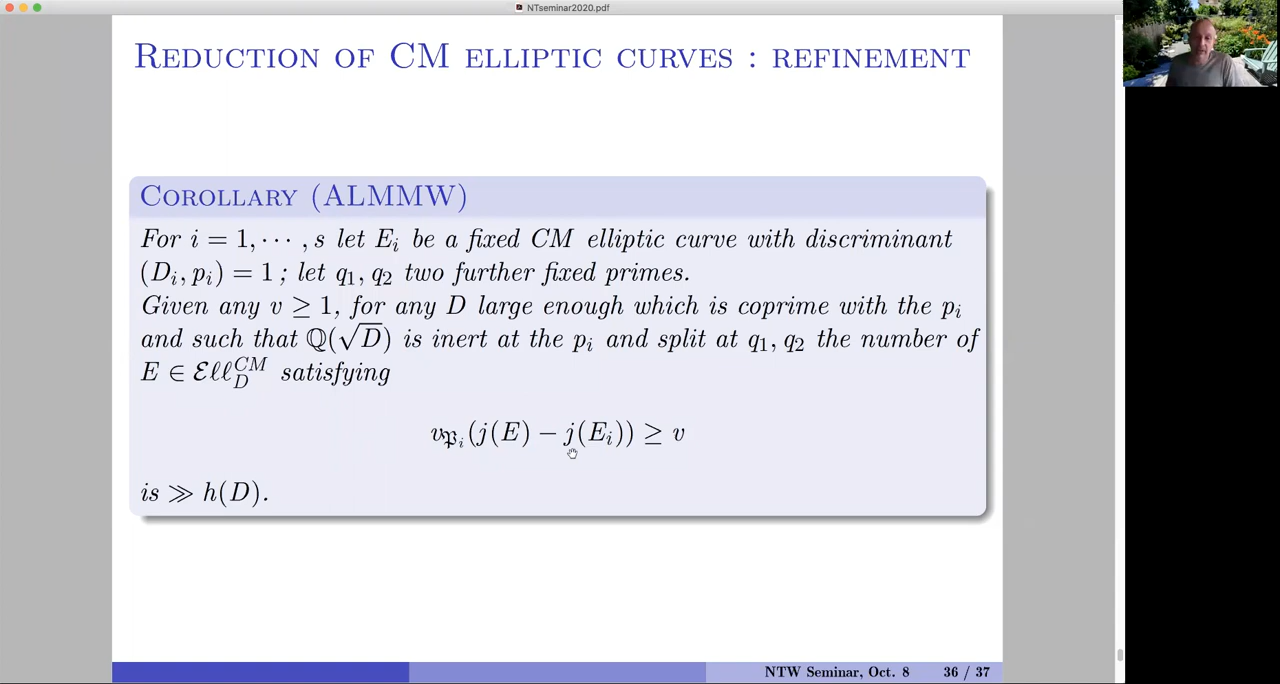 NTseminar2020.pdf
REDUCTION OF CM ELLIPTIC CURVES : REFINEMENT
COROLLARY (ALMMW)
For i = 1, ··· , s let E_i be a fixed CM elliptic curve with discriminant
(D_i, p_i) = 1 ; let q_1, q_2 two further fixed primes.
Given any v ≥ 1, for any D large enough which is coprime with the p_i
and such that ℚ(√D) is inert at the p_i and split at q_1, q_2 the number of
E ∈ ℰℓℓ_D^{CM} satisfying
v_{𝔓_i}(j(E) − j(E_i)) ≥ v
is ≫ h(D).
NTW Seminar, Oct. 8 36 / 37